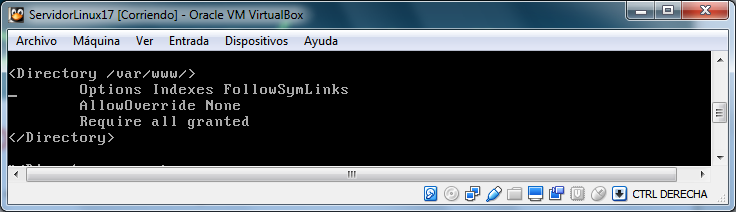 ServidorLinux17 [Corriendo] - Oracle VM VirtualBox
Archivo Máquina Ver Entrada Dispositivos Ayuda
<Directory /var/www/>
Options Indexes FollowSymLinks
AllowOverride None
Require all granted
</Directory>
CTRL DERECHA